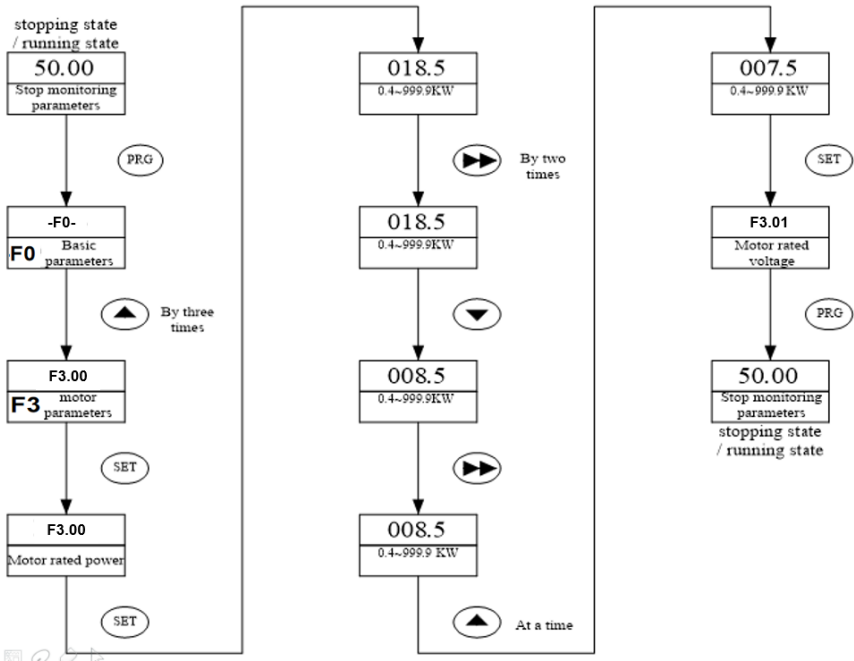 stopping state
/ running state
50.00
Stop monitoring
parameters
PRG
-F0-
F0 Basic
parameters
By three
times
F3.00
F3 motor
parameters
SET
F3.00
Motor rated power
SET
018.5
0.4~999.9KW
By two
times
018.5
0.4~999.9KW
008.5
0.4~999.9KW
008.5
0.4~999.9 KW
At a time
007.5
0.4~999.9 KW
SET
F3.01
Motor rated
voltage
PRG
50.00
Stop monitoring
parameters
stopping state
/ running state